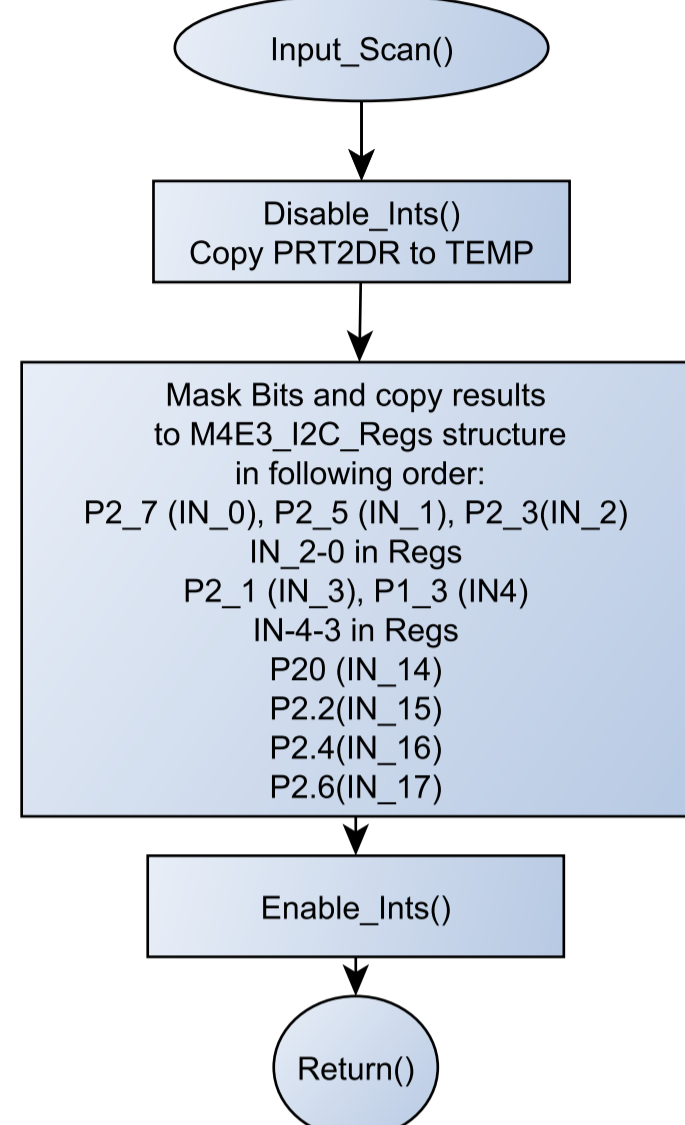 Input_Scan()
Disable_Ints()
Copy PRT2DR to TEMP
Mask Bits and copy results
to M4E3_I2C_Regs structure
in following order:
P2_7 (IN_0), P2_5 (IN_1), P2_3(IN_2)
IN_2-0 in Regs
P2_1 (IN_3), P1_3 (IN4)
IN-4-3 in Regs
P20 (IN_14)
P2.2(IN_15)
P2.4(IN_16)
P2.6(IN_17)
Enable_Ints()
Return()